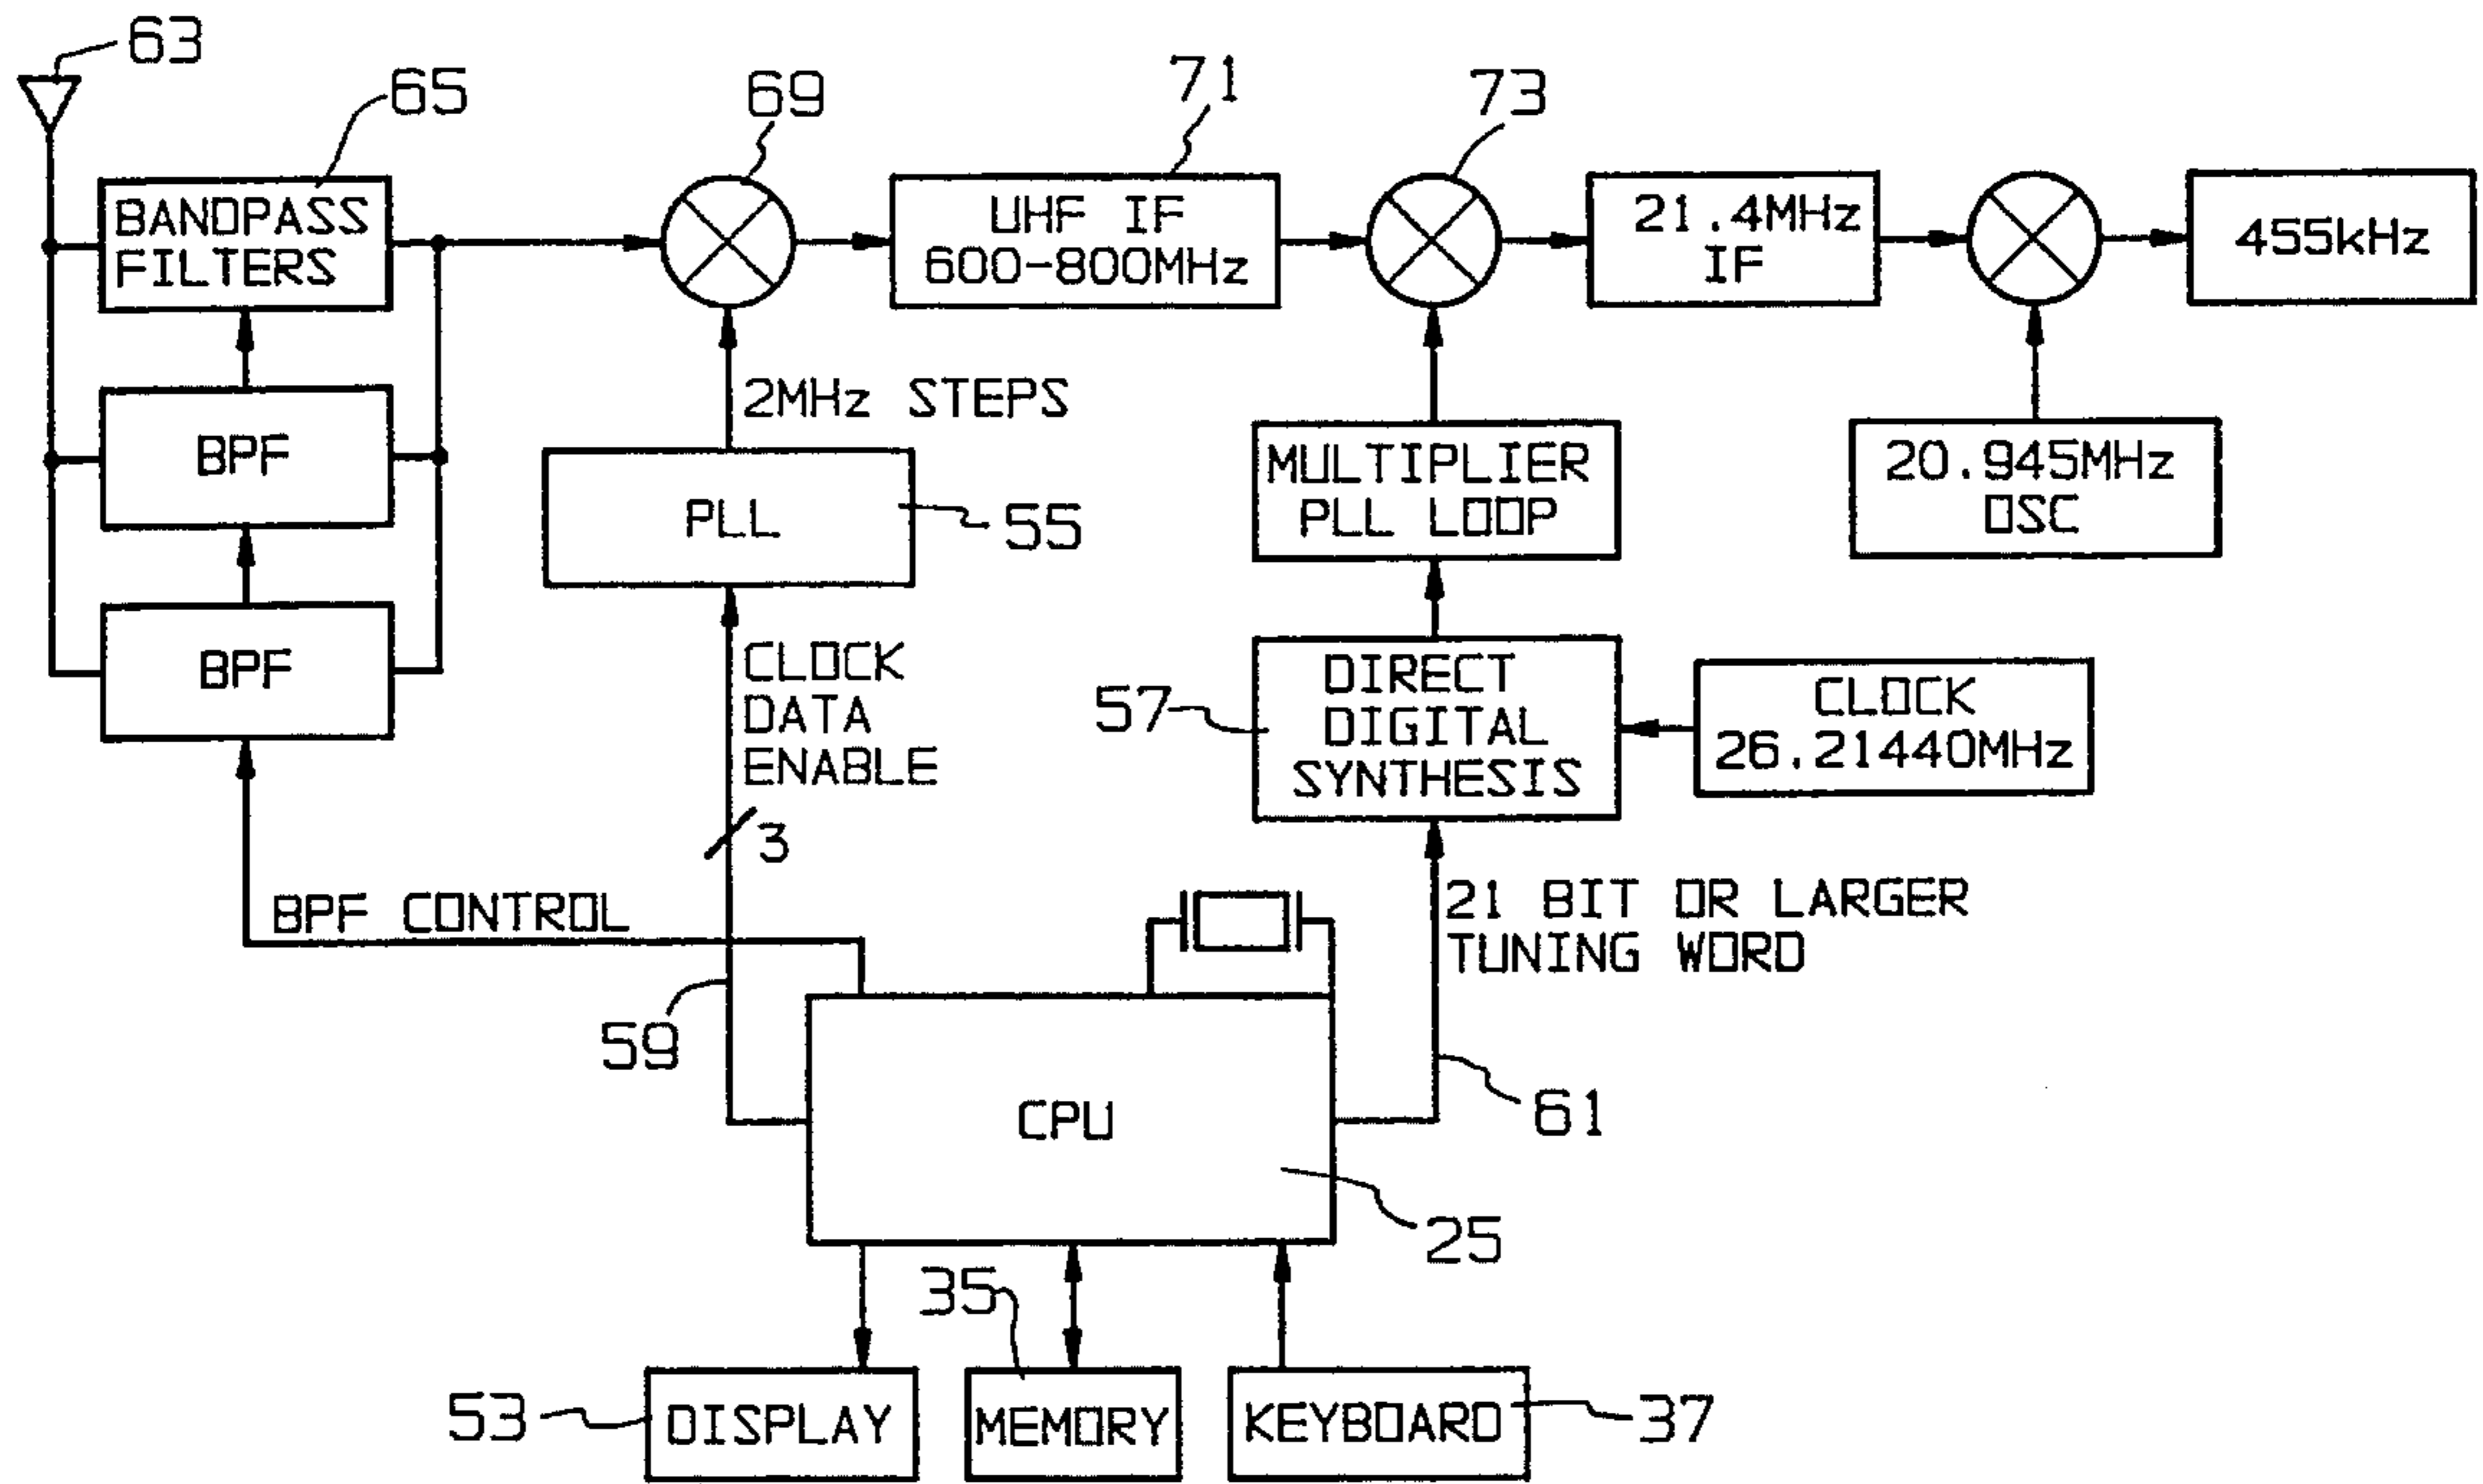 63
65
69
71
73
BANDPASS
FILTERS
UHF IF
600-800MHz
21.4MHz
IF
455kHz
2MHz STEPS
BPF
PLL
55
MULTIPLIER
PLL LOOP
20.945MHz
OSC
BPF
CLOCK
DATA
ENABLE
57
DIRECT
DIGITAL
SYNTHESIS
CLOCK
26.21440MHz
3
BPF CONTROL
21 BIT OR LARGER
TUNING WORD
59
CPU
61
25
35
53
DISPLAY
MEMORY
KEYBOARD
37